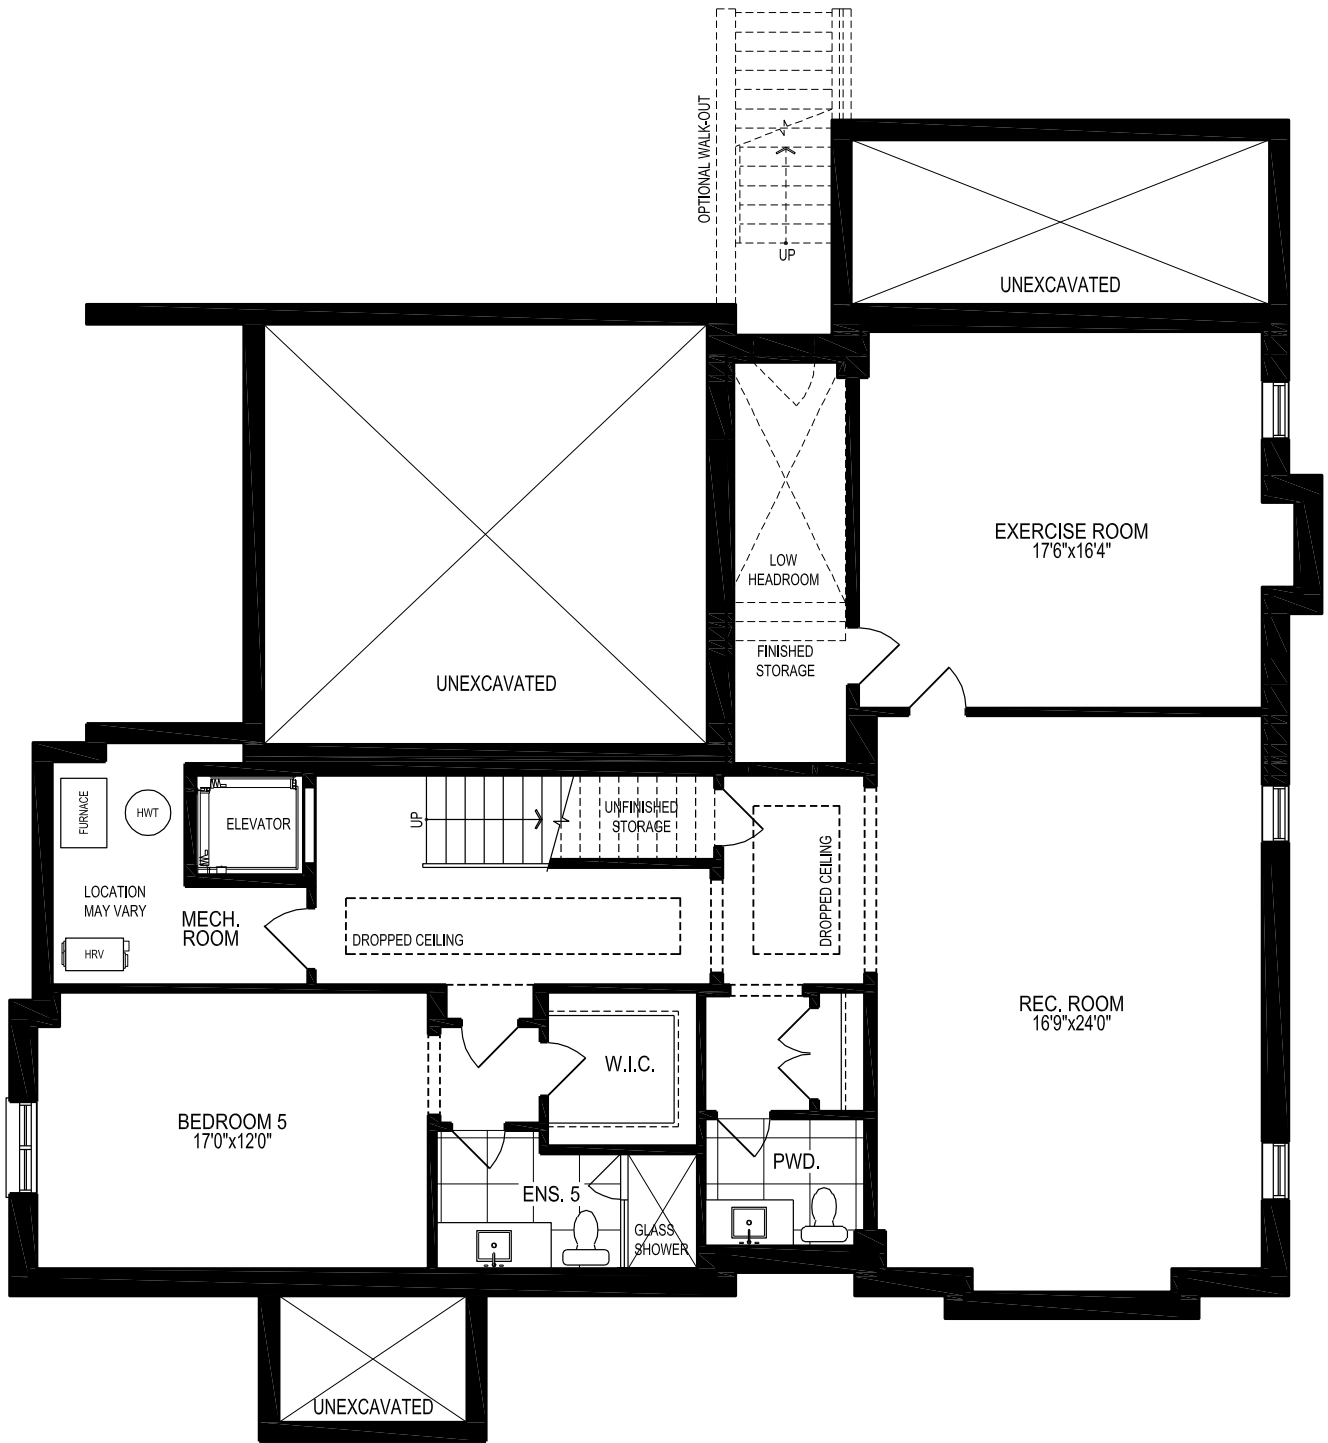 OPTIONAL WALK-OUT
UP
UNEXCAVATED
EXERCISE ROOM
17'6"x16'4"
LOW
HEADROOM
FINISHED
STORAGE
UNEXCAVATED
FURNACE
HWT
ELEVATOR
UP
UNFINISHED
STORAGE
DROPPED CEILING
LOCATION
MAY VARY
MECH.
ROOM
HRV
DROPPED CEILING
REC. ROOM
16'9"x24'0"
W.I.C.
BEDROOM 5
17'0"x12'0"
PWD.
ENS. 5
GLASS
SHOWER
UNEXCAVATED